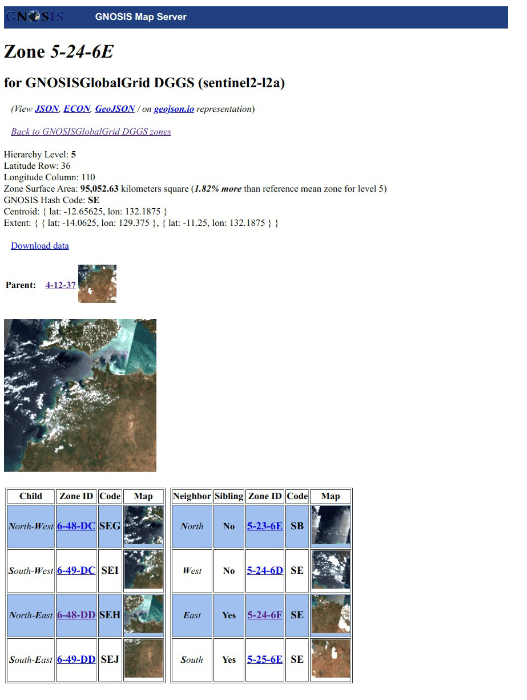 GNOSIS GNOSIS Map Server
Zone 5-24-6E
for GNOSISGlobalGrid DGGS (sentinel2-l2a)
(View JSON, ECON, GeoJSON / on geojson.io representation)
Back to GNOSISGlobalGrid DGGS zones
Hierarchy Level: 5
Latitude Row: 36
Longitude Column: 110
Zone Surface Area: 95,052.63 kilometers square (1.82% more than reference mean zone for level 5)
GNOSIS Hash Code: SE
Centroid: { lat: -12.65625, lon: 132.1875 }
Extent: { { lat: -14.0625, lon: 129.375 }, { lat: -11.25, lon: 132.1875 } }
Download data
Parent: 4-12-37
Child Zone ID Code Map Neighbor Sibling Zone ID Code Map
North-West 6-48-DC SEG North No 5-23-6E SB
South-West 6-49-DC SEI West No 5-24-6D SE
North-East 6-48-DD SEH East Yes 5-24-6F SE
South-East 6-49-DD SEJ South Yes 5-25-6E SE